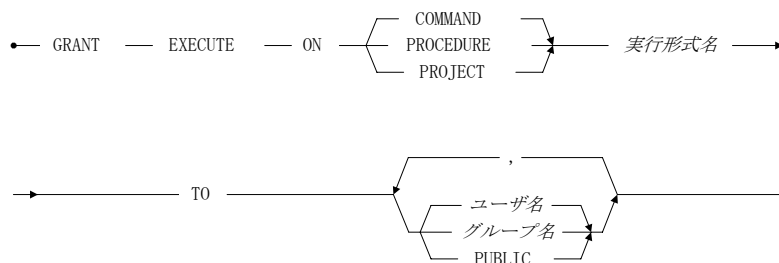 COMMAND
GRANT EXECUTE ON PROCEDURE 実行形式名
PROJECT
,
TO ユーザ名
グループ名
PUBLIC